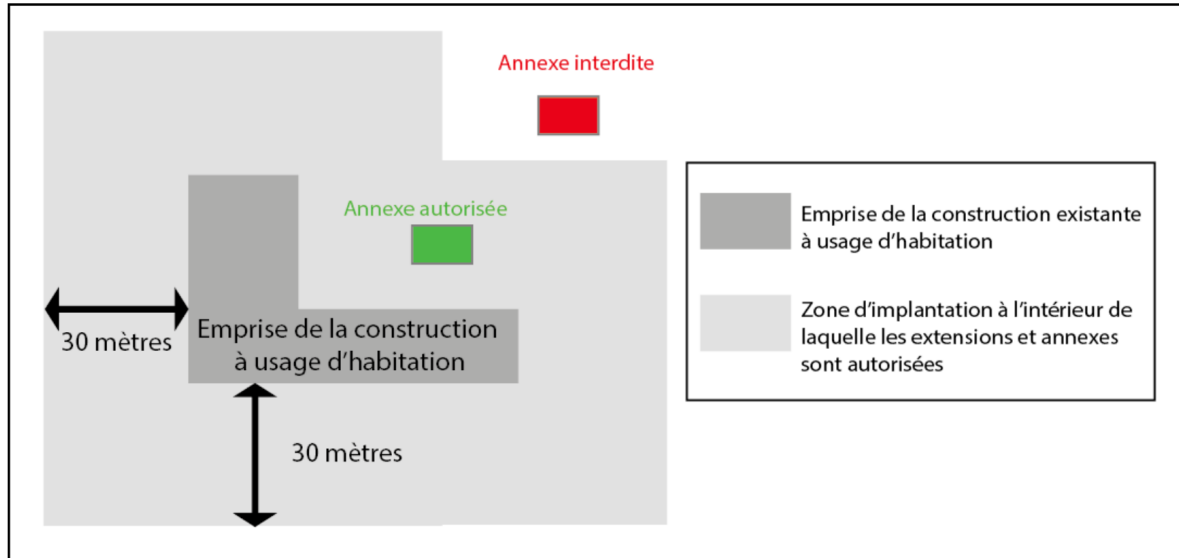 Annexe interdite
Annexe autorisée
30 mètres
Emprise de la construction
à usage d'habitation
30 mètres
Emprise de la construction existante
à usage d'habitation
Zone d'implantation à l'intérieur de
laquelle les extensions et annexes
sont autorisées